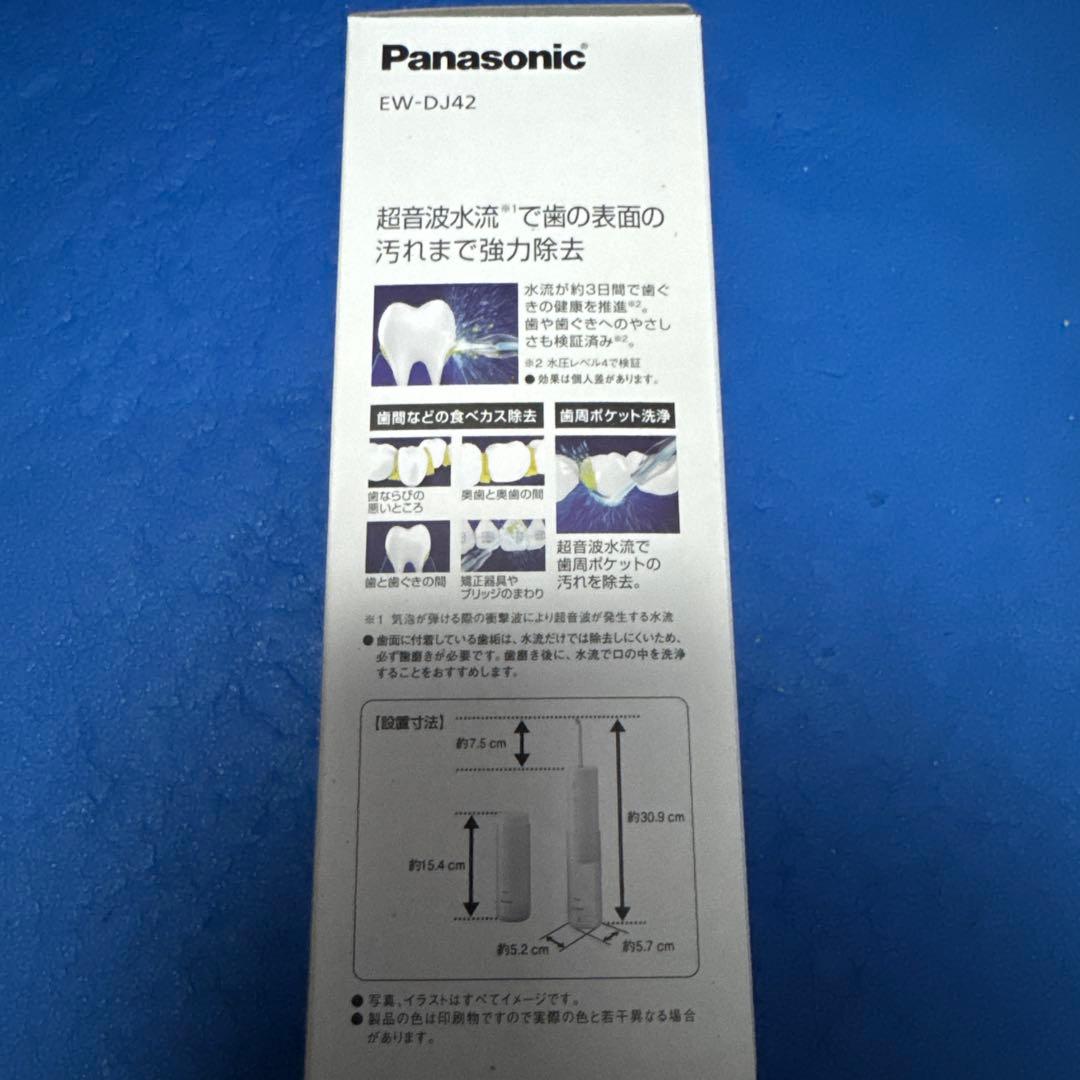 Panasonic®
EW-DJ42
超音波水流※1で歯の表面の
汚れまで強力除去
水流が約3日間で歯ぐ
きの健康を推進※2。
歯や歯ぐきへのやさし
さも検証済み※2。
※2 水圧レベル4で検証
●効果は個人差があります。
歯間などの食べカス除去
歯ならびの
悪いところ
奥歯と奥歯の間
歯と歯ぐきの間
矯正器具や
ブリッジのまわり
歯周ポケット洗浄
超音波水流で
歯周ポケットの
汚れを除去。
※1 気泡が弾ける際の衝撃波により超音波が発生する水流
●歯面に付着している歯垢は、水流だけでは除去しにくいため、
必ず歯磨きが必要です。歯磨き後に、水流で口の中を洗浄
することをおすすめします。
【設置寸法】
約7.5 cm
約30.9 cm
約15.4 cm
約5.2 cm
約5.7 cm
●写真、イラストはすべてイメージです。
●製品の色は印刷物ですので実際の色と若干異なる場合
があります。